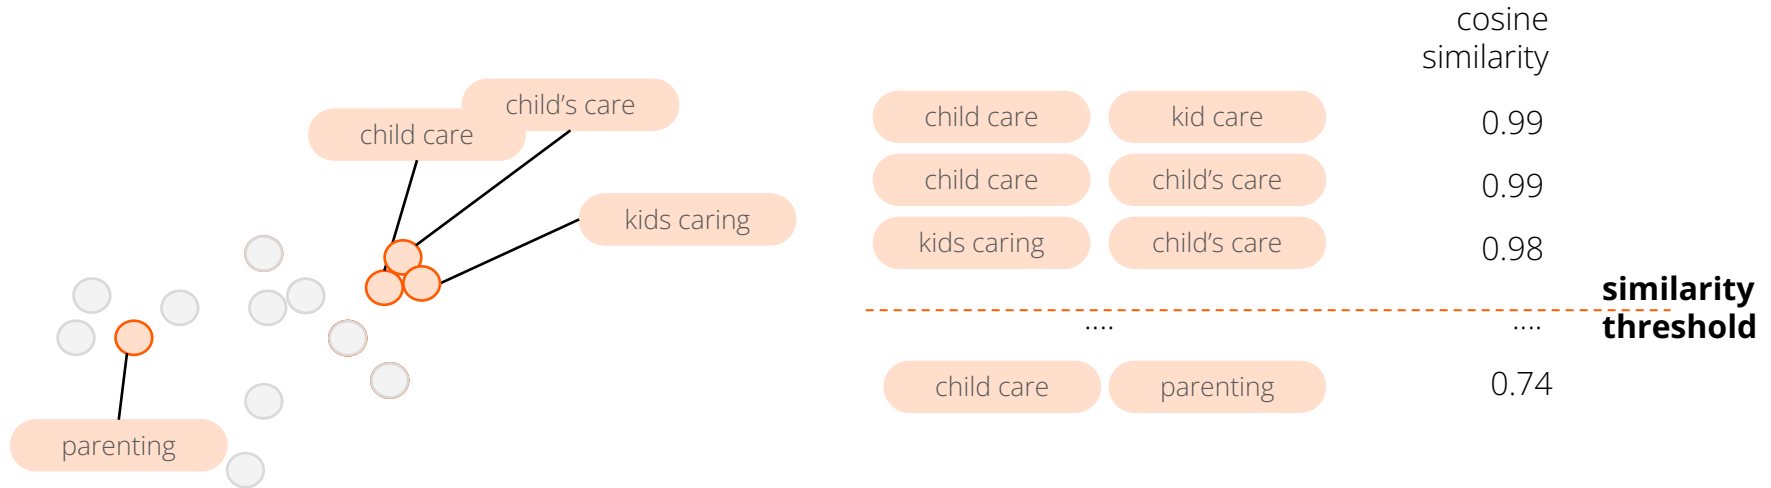 child's care
child care
kids caring
parenting
cosine
similarity
child care kid care 0.99
child care child's care 0.99
kids caring child's care 0.98
similarity
threshold
.... ....
child care parenting 0.74